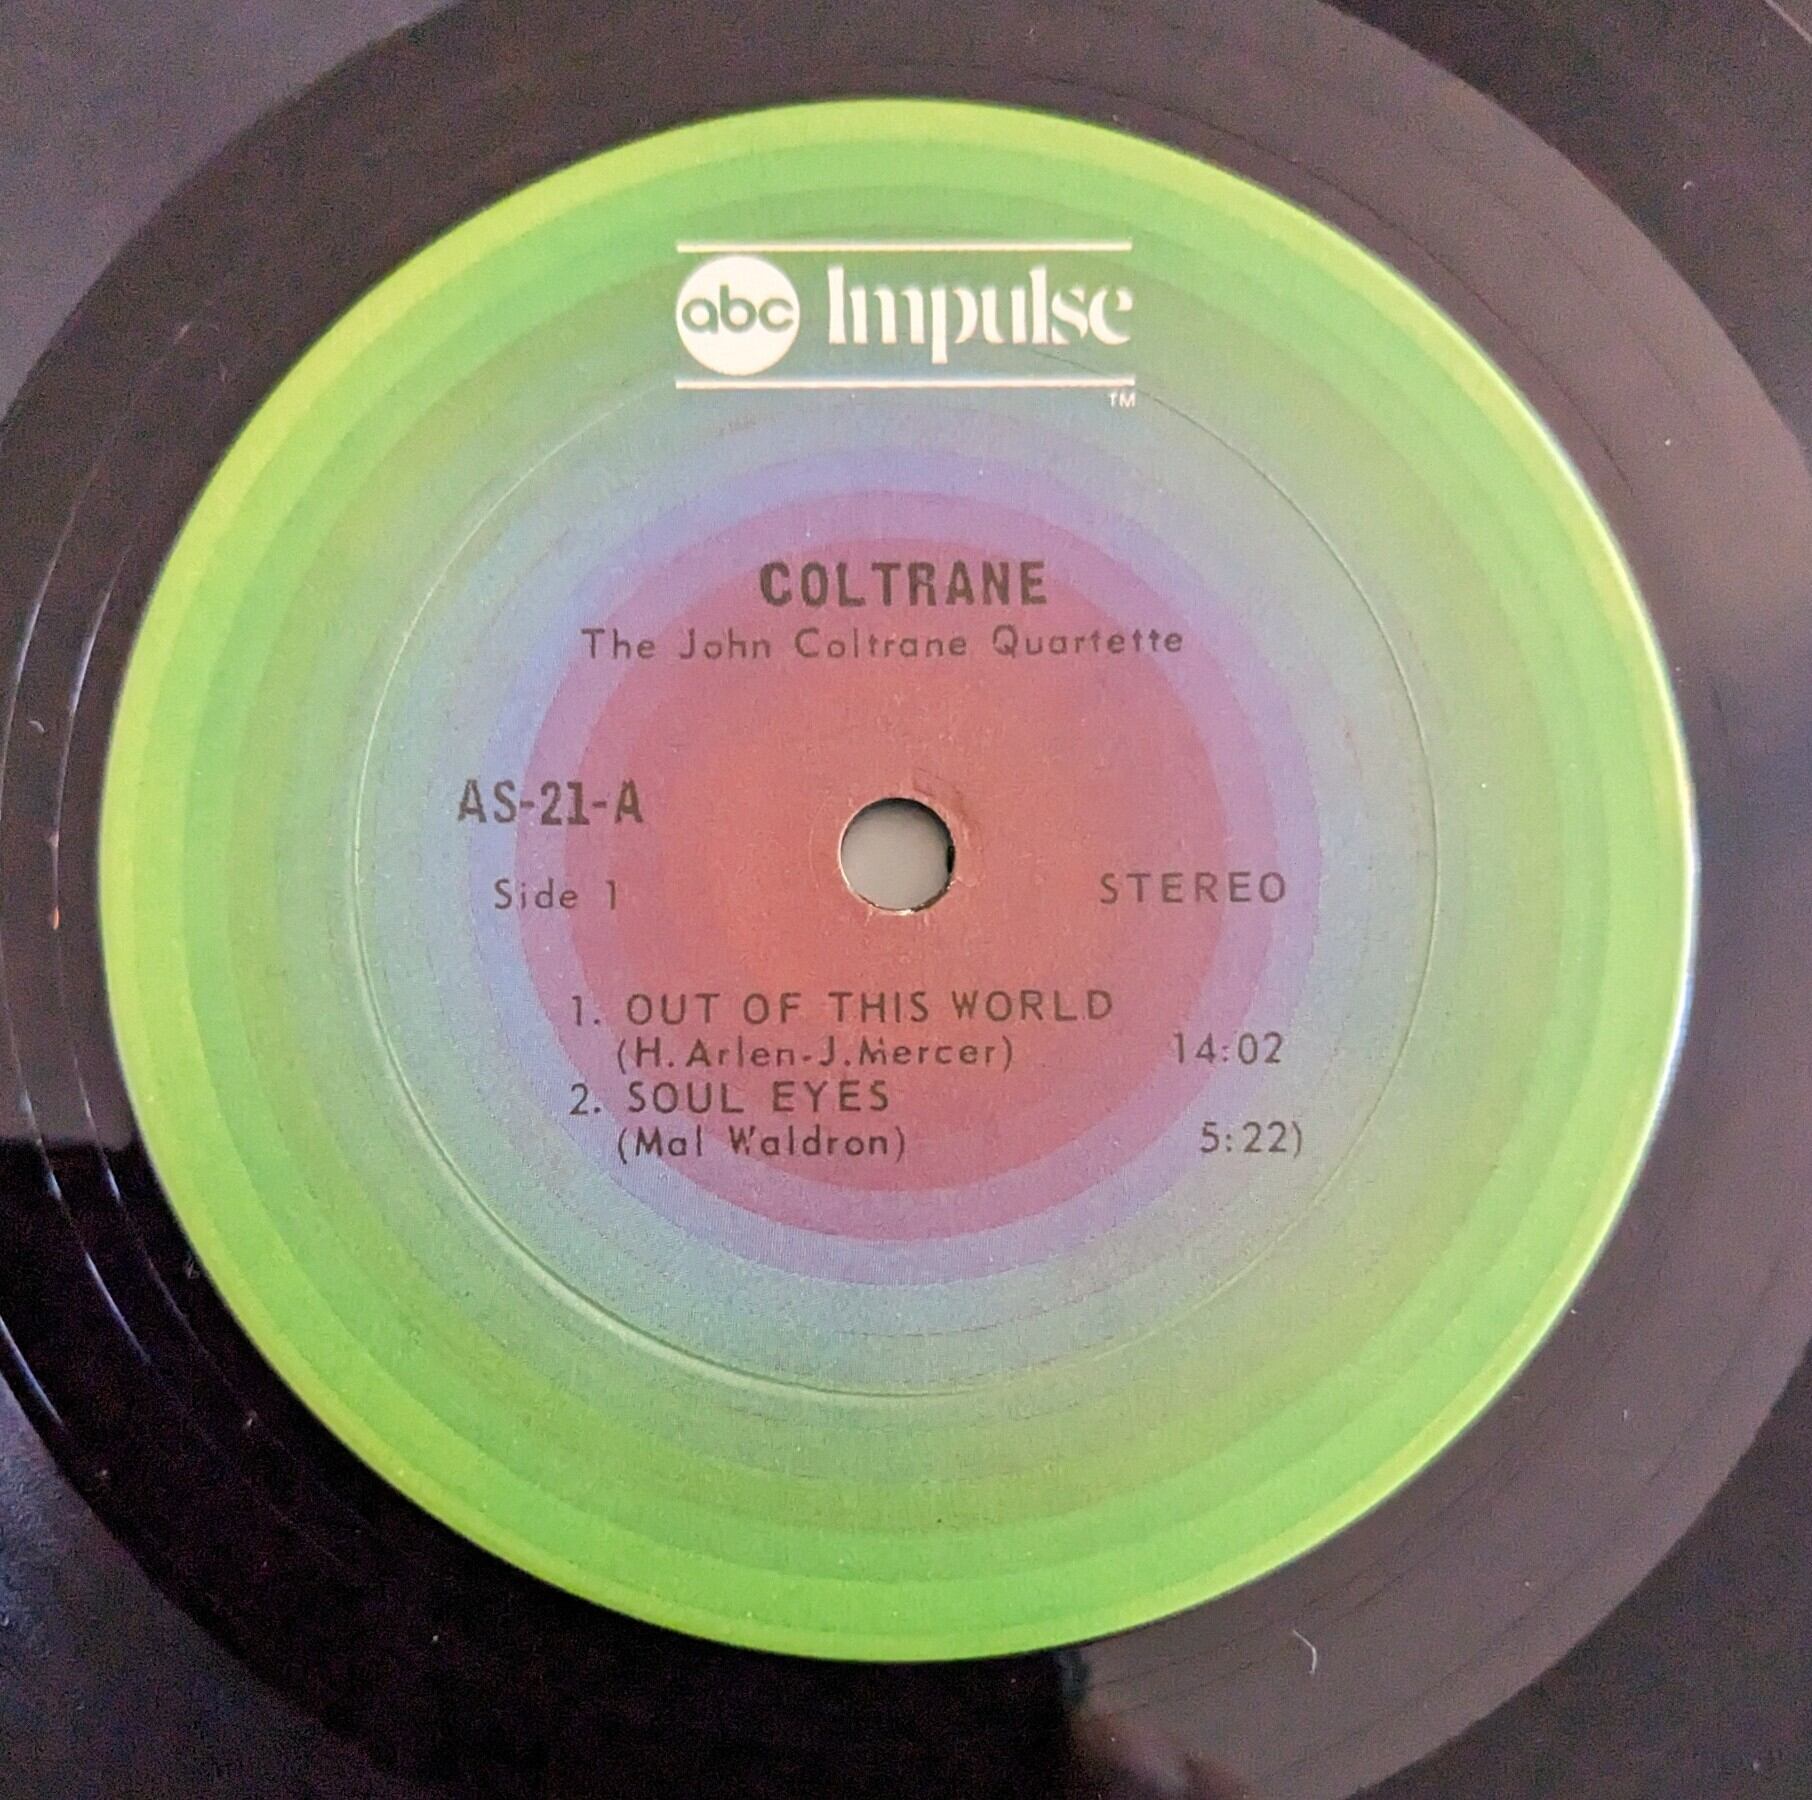 abc Impulse
TM
COLTRANE
The John Coltrane Quartette
AS-21-A
Side 1 STEREO
1. OUT OF THIS WORLD
(H. Arlen-J. Mercer) 14:02
2. SOUL EYES
(Mal Waldron) 5:22)